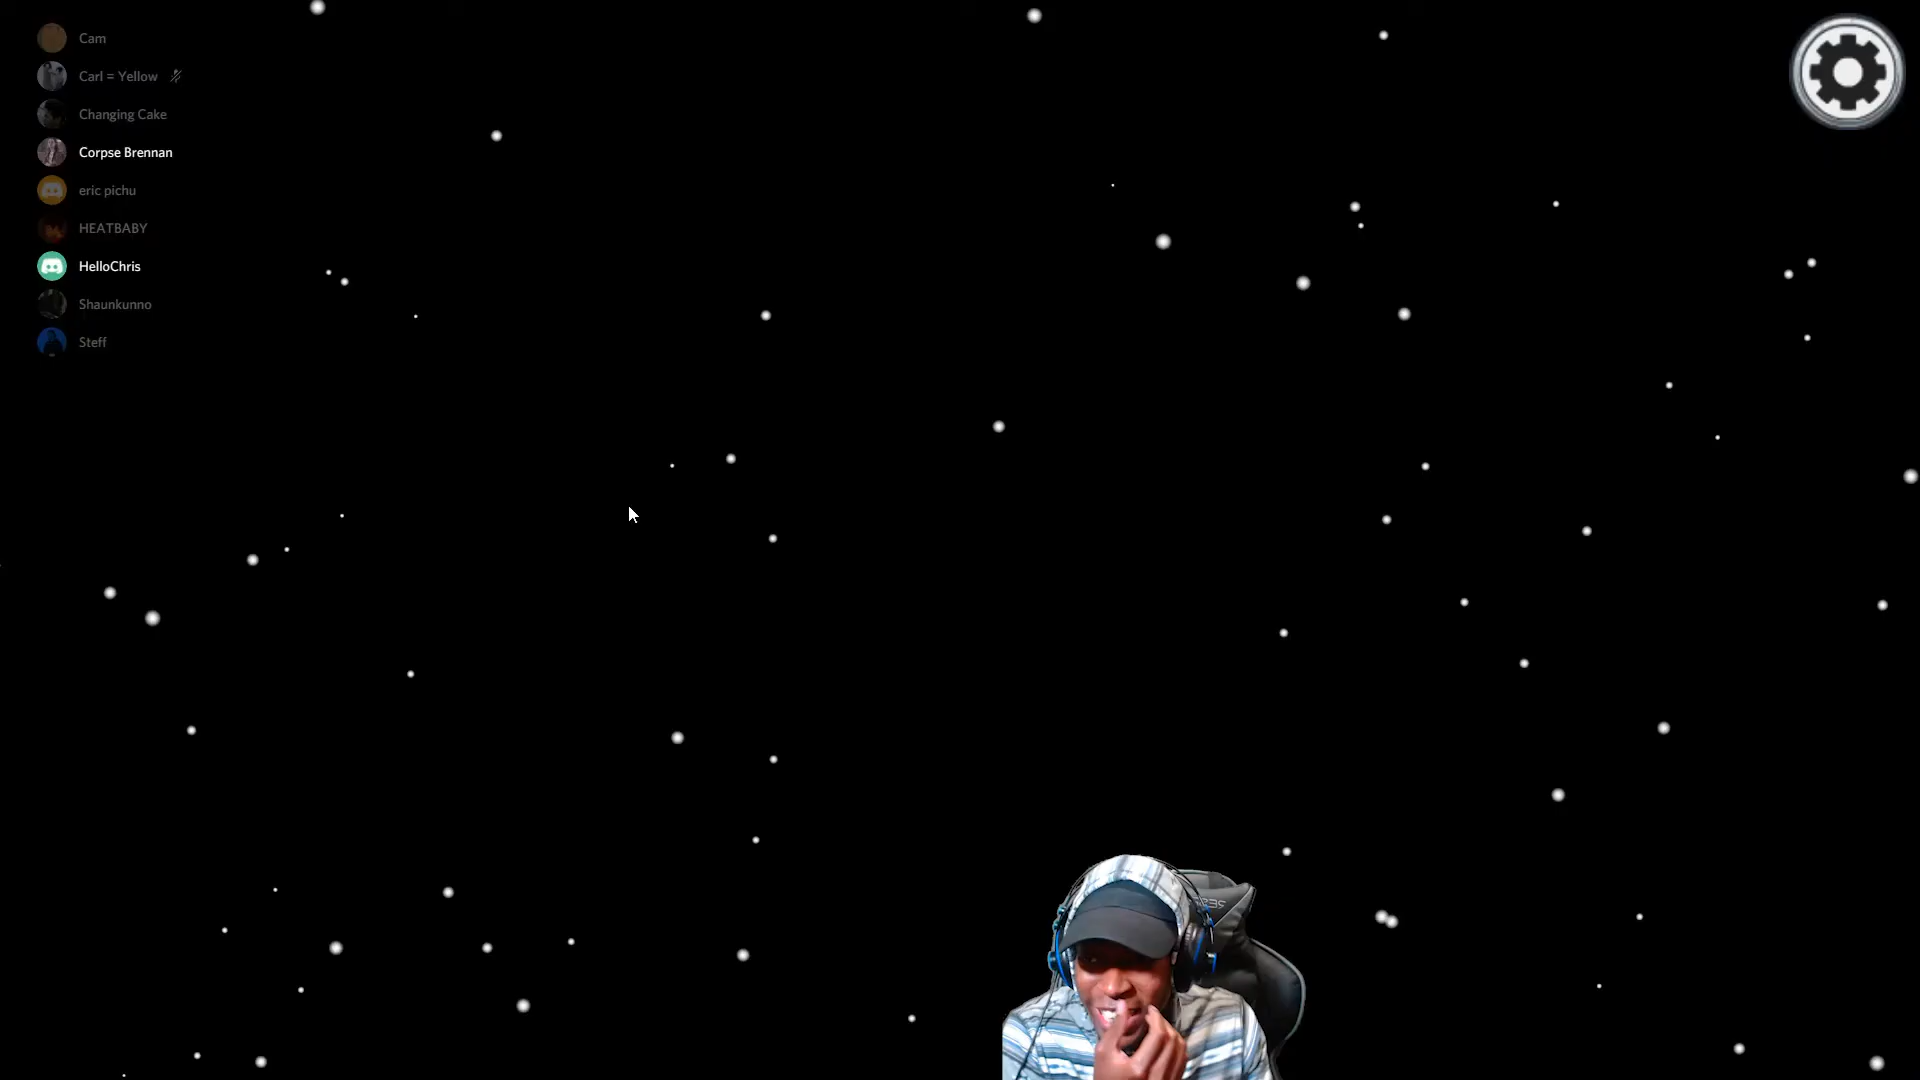 Cam
Carl = Yellow
Changing Cake
Corpse Brennan
eric pichu
HEATBABY
HelloChris
Shaunkunno
Steff